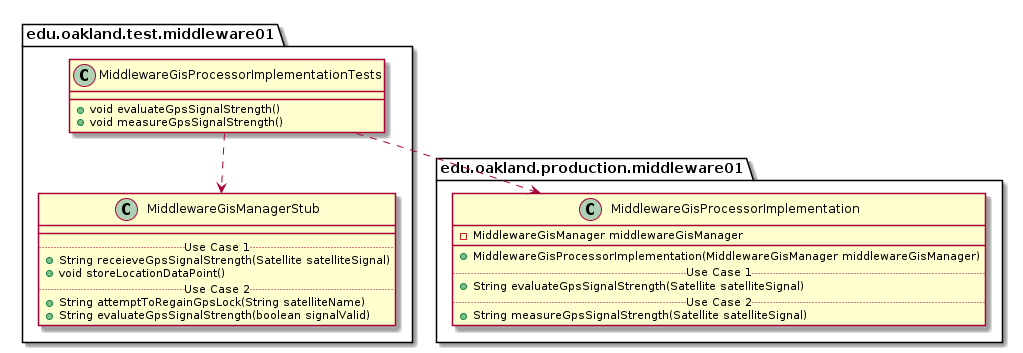 edu.oakland.test.middleware01
C MiddlewareGisProcessorImplementationTests
void evaluateGpsSignalStrength()
void measureGpsSignalStrength()
C MiddlewareGisManagerStub
Use Case 1
String receieveGpsSignalStrength(Satellite satelliteSignal)
void storeLocationDataPoint()
Use Case 2
String attemptToRegainGpsLock(String satelliteName)
String evaluateGpsSignalStrength(boolean signalValid)
edu.oakland.production.middleware01
C MiddlewareGisProcessorImplementation
MiddlewareGisManager middlewareGisManager
MiddlewareGisProcessorImplementation(MiddlewareGisManager middlewareGisManager)
Use Case 1
String evaluateGpsSignalStrength(Satellite satelliteSignal)
Use Case 2
String measureGpsSignalStrength(Satellite satelliteSignal)